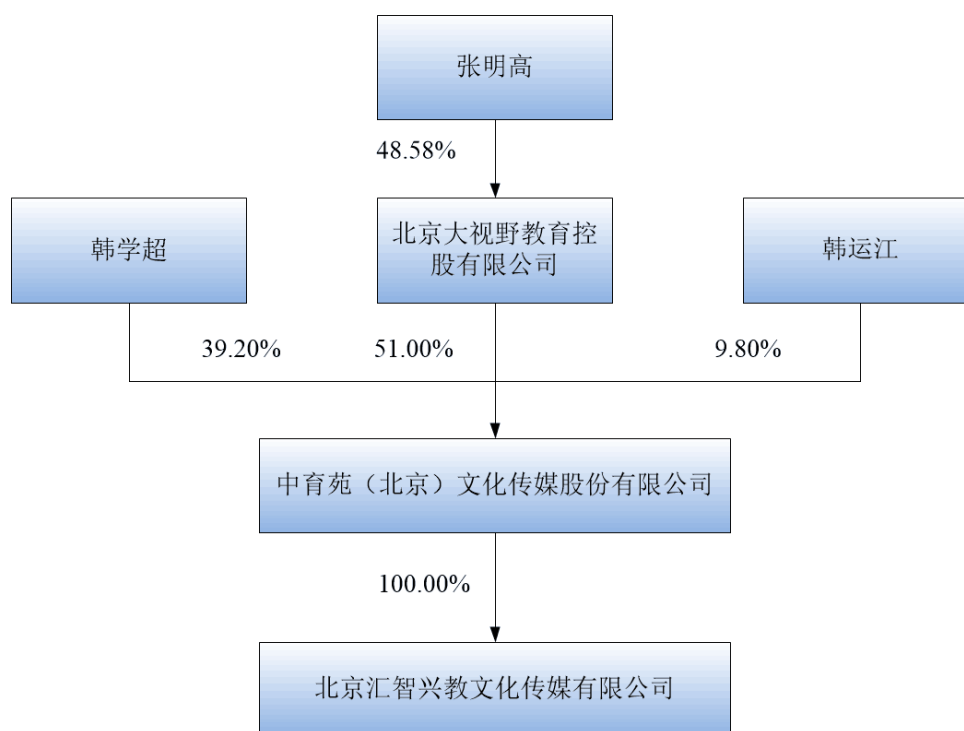 张明高
48.58%
韩学超
北京大视野教育控
股有限公司
韩运江
39.20%
51.00%
9.80%
中育苑（北京）文化传媒股份有限公司
100.00%
北京汇智兴教文化传媒有限公司